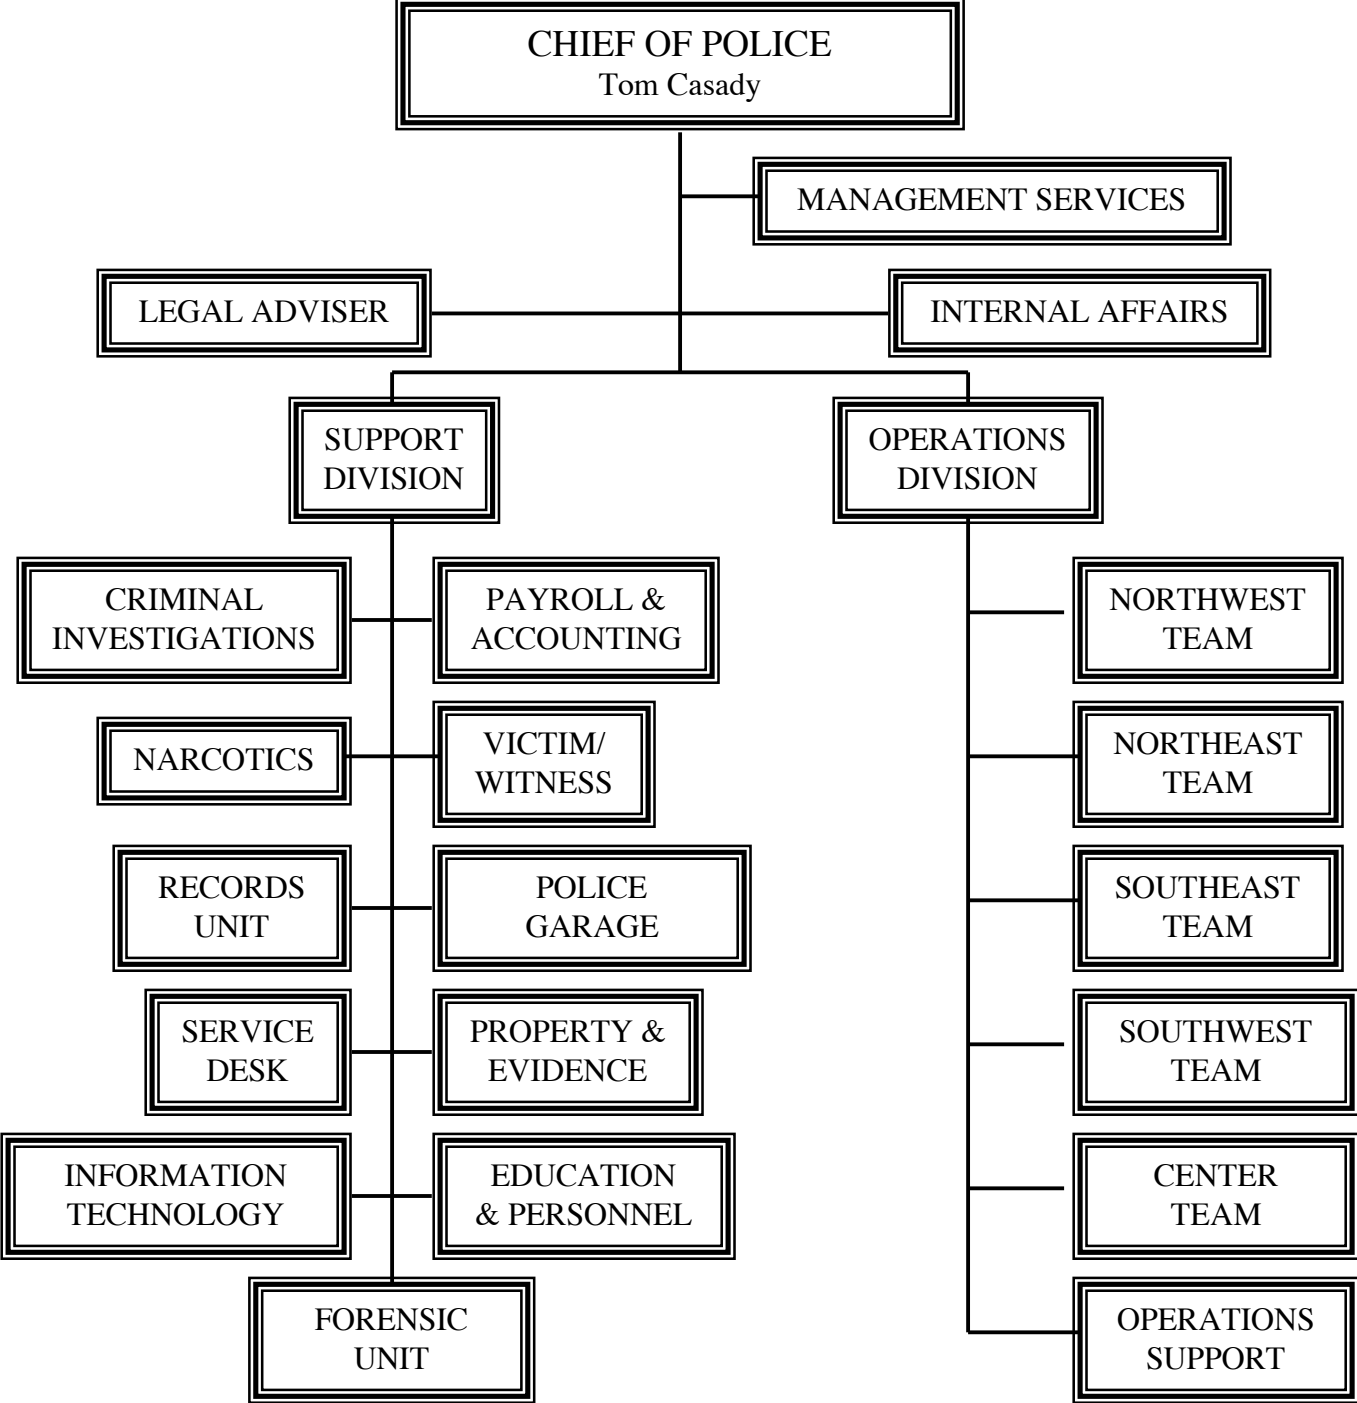 CHIEF OF POLICE
Tom Casady
MANAGEMENT SERVICES
LEGAL ADVISER
INTERNAL AFFAIRS
SUPPORT
DIVISION
OPERATIONS
DIVISION
CRIMINAL
INVESTIGATIONS
PAYROLL &
ACCOUNTING
NORTHWEST
TEAM
NARCOTICS
VICTIM/
WITNESS
NORTHEAST
TEAM
RECORDS
UNIT
POLICE
GARAGE
SOUTHEAST
TEAM
SERVICE
DESK
PROPERTY &
EVIDENCE
SOUTHWEST
TEAM
INFORMATION
TECHNOLOGY
EDUCATION
& PERSONNEL
CENTER
TEAM
FORENSIC
UNIT
OPERATIONS
SUPPORT